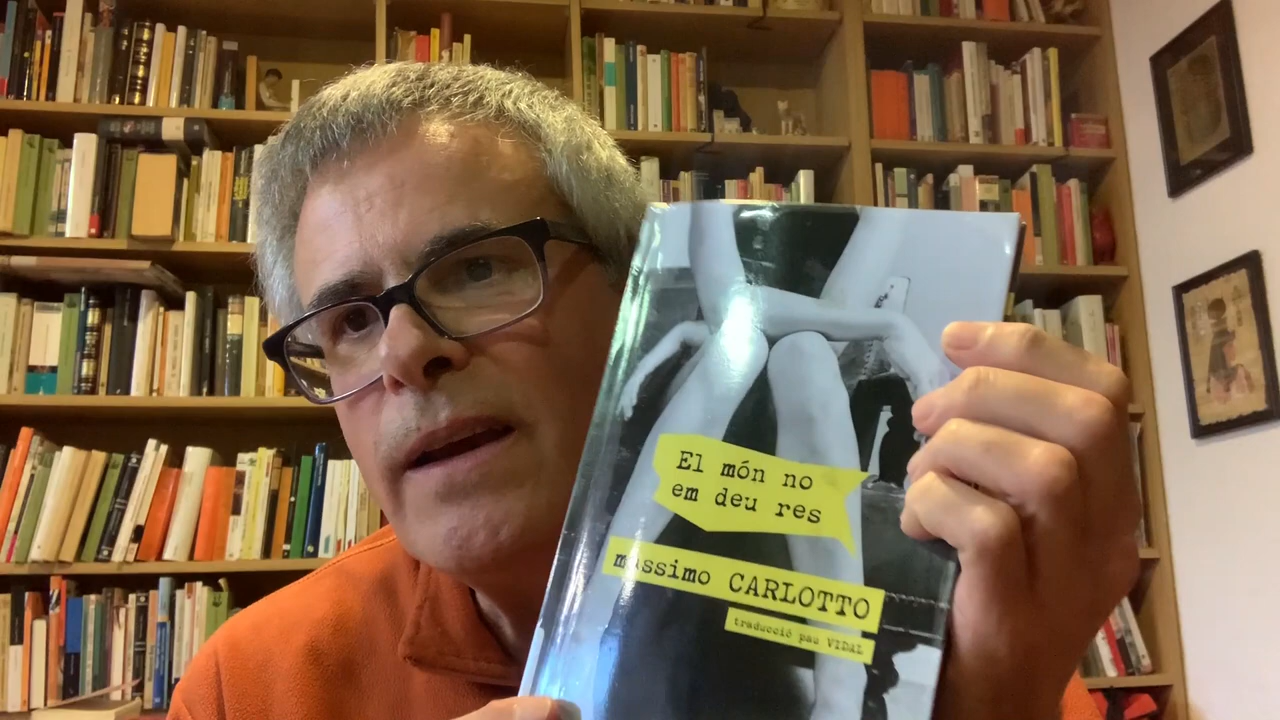 El món no
em deu res
massimo CARLOTTO
traducció pau VIDAL